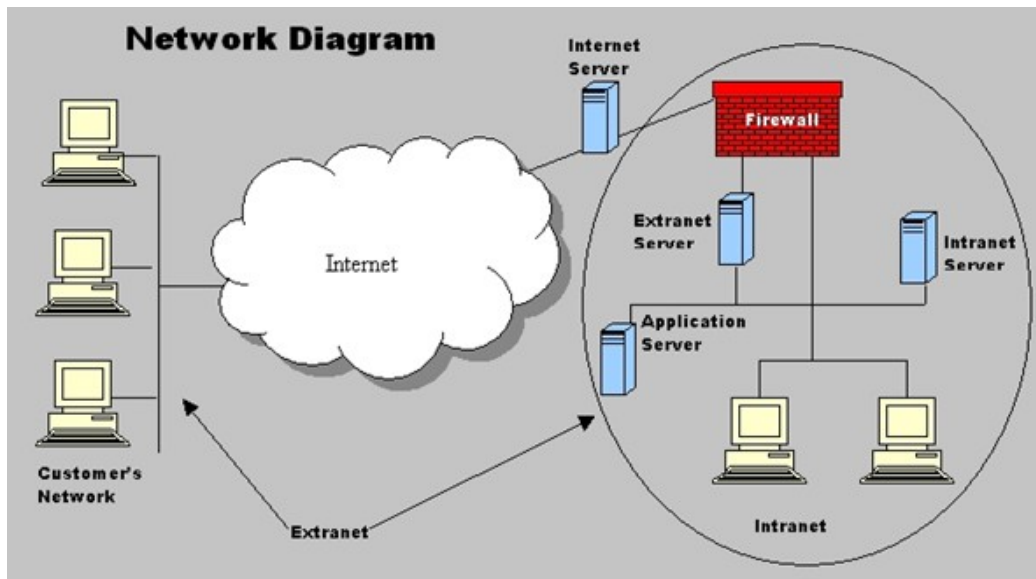 Network Diagram
Internet
Server
Firewall
Extranet
Server
Intranet
Server
Internet
Application
Server
Customer's
Network
Extranet
Intranet